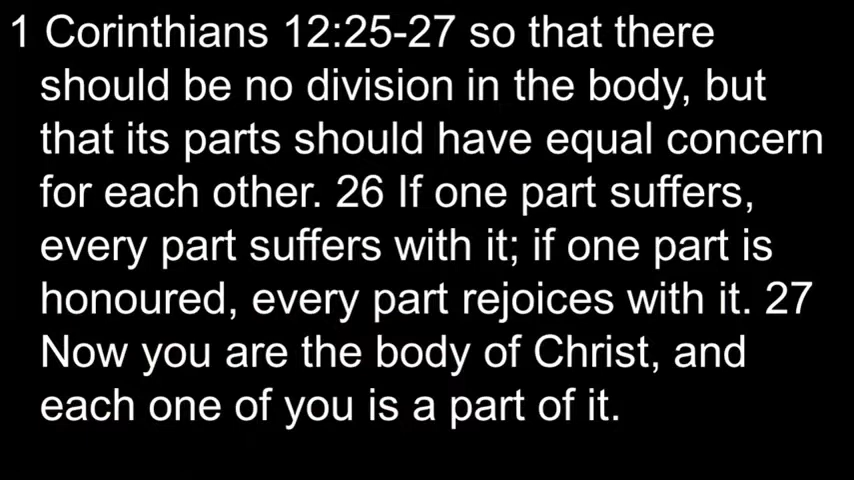 1 Corinthians 12:25-27 so that there
should be no division in the body, but
that its parts should have equal concern
for each other. 26 If one part suffers,
every part suffers with it; if one part is
honoured, every part rejoices with it. 27
Now you are the body of Christ, and
each one of you is a part of it.